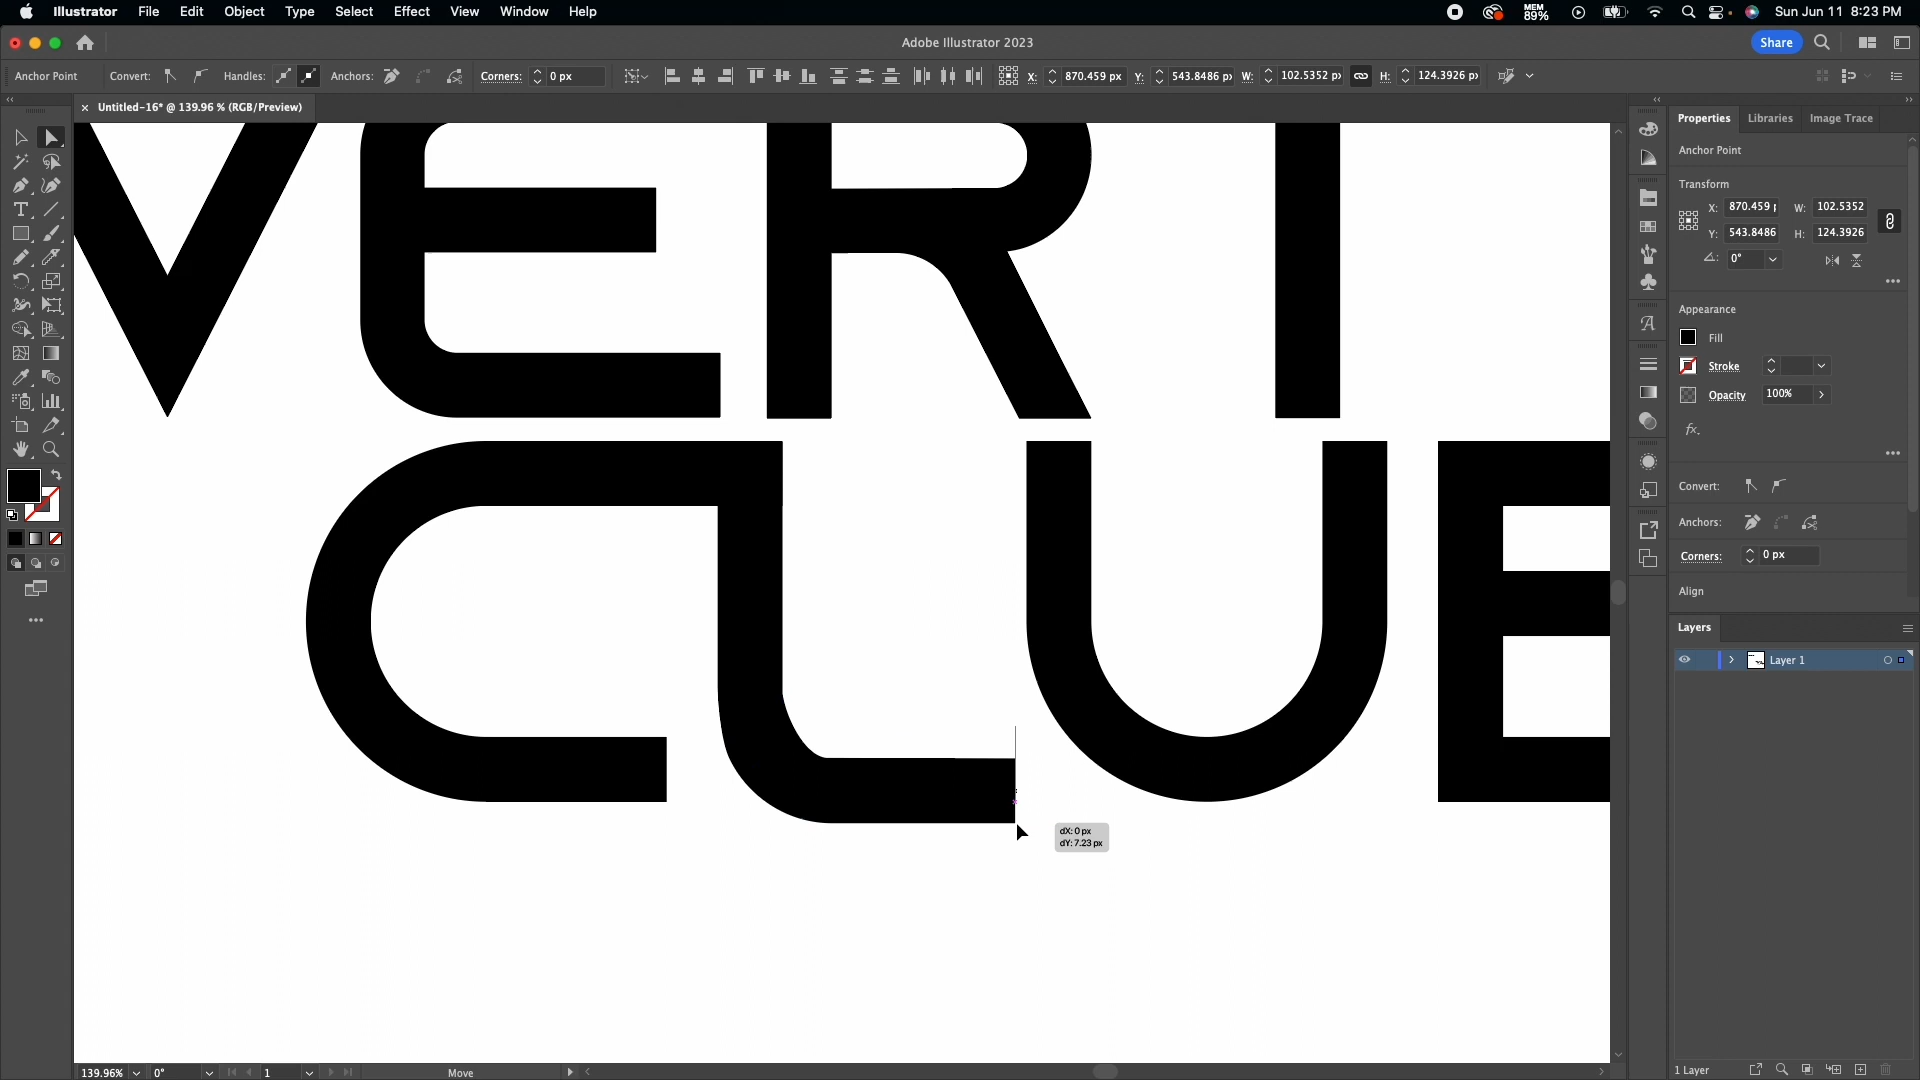 Illustrator File Edit Object Type Select Effect View Window Help MEM 89% Sun Jun 11 8:23 PM
Adobe Illustrator 2023 Share
Anchor Point Convert: Handles: Anchors: Corners: 0 px X: 870.459 px Y: 543.8486 px W: 102.5352 px H: 124.3926 px
× Untitled-16* @ 139.96 % (RGB/Preview)
Properties Libraries Image Trace
Anchor Point
Transform
X: 870.459 W: 102.5352
Y: 543.8486 H: 124.3926
0°
Appearance
Fill
Stroke
Opacity 100%
fx.
Convert:
Anchors:
Corners: 0 px
Align
Layers
Layer 1
VERT
CLUE
dX: 0 px
dY: 7.23 px
139.96% 0° 1 Move
1 Layer